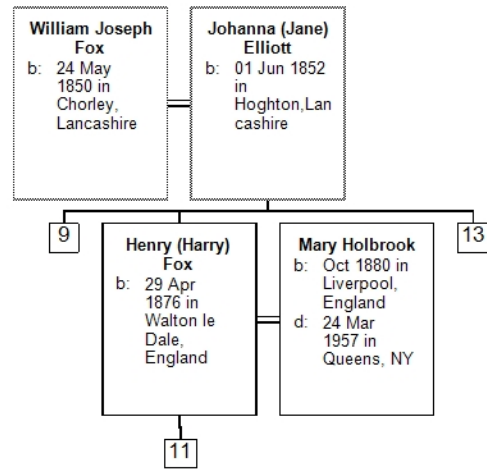 William Joseph
Fox
b: 24 May
1850 in
Chorley,
Lancashire
Johanna (Jane)
Elliott
b: 01 Jun 1852
in
Hoghton,Lan
cashire
9
13
Henry (Harry)
Fox
b: 29 Apr
1876 in
Walton le
Dale,
England
Mary Holbrook
b: Oct 1880 in
Liverpool,
England
d: 24 Mar
1957 in
Queens, NY
11